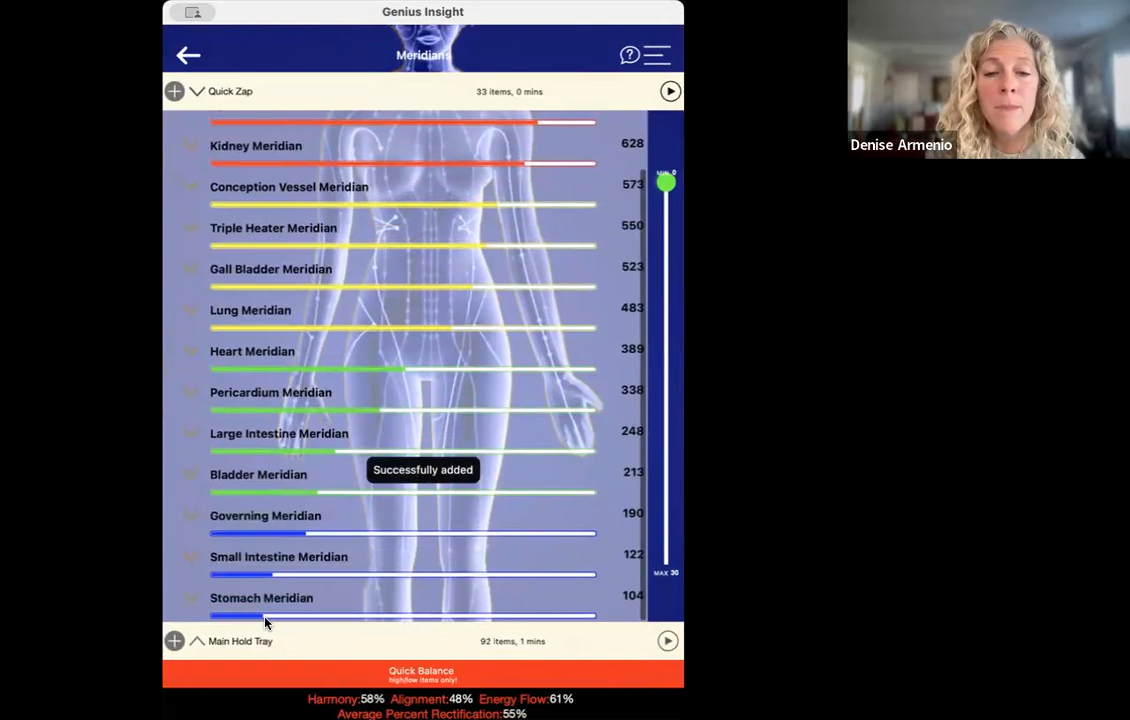 Genius Insight
Meridians
Quick Zap 33 items, 0 mins
Kidney Meridian 628
Conception Vessel Meridian 573
Triple Heater Meridian 550
Gall Bladder Meridian 523
Lung Meridian 483
Heart Meridian 389
Pericardium Meridian 338
Large Intestine Meridian 248
Successfully added
Bladder Meridian 213
Governing Meridian 190
Small Intestine Meridian 122
Stomach Meridian 104
MIN 0
MAX 30
Main Hold Tray 92 items, 1 mins
Quick Balance
high/low items only!
Harmony:58% Alignment:48% Energy Flow:61%
Average Percent Rectification:55%
Denise Armenio